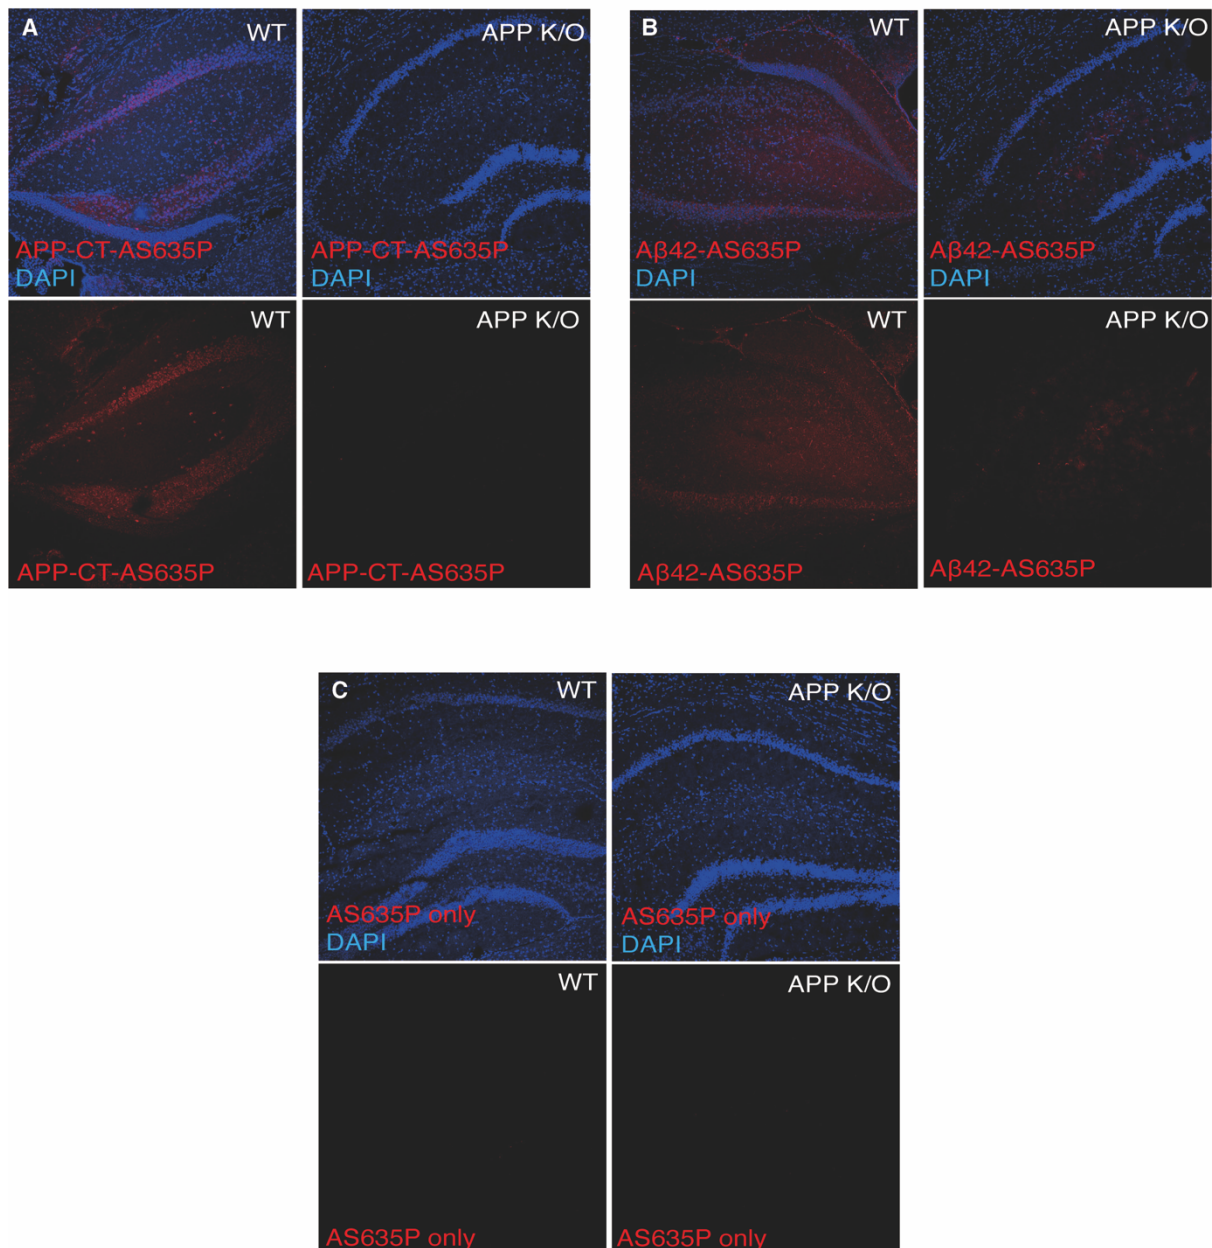 A
WT
APP-CT-AS635P
DAPI
APP K/O
APP-CT-AS635P
DAPI
WT
APP-CT-AS635P
APP K/O
APP-CT-AS635P
B
WT
Aβ42-AS635P
DAPI
APP K/O
Aβ42-AS635P
DAPI
WT
Aβ42-AS635P
APP K/O
Aβ42-AS635P
C
WT
AS635P only
DAPI
APP K/O
AS635P only
DAPI
WT
AS635P only
APP K/O
AS635P only